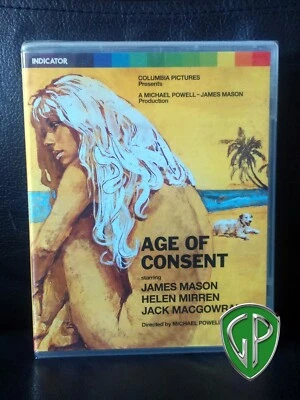 INDICATOR
COLUMBIA PICTURES
Presents
A MICHAEL POWELL – JAMES MASON
Production
AGE OF
CONSENT
starring
JAMES MASON
HELEN MIRREN
JACK MACGOWRAN
Directed by MICHAEL POWELL
GP